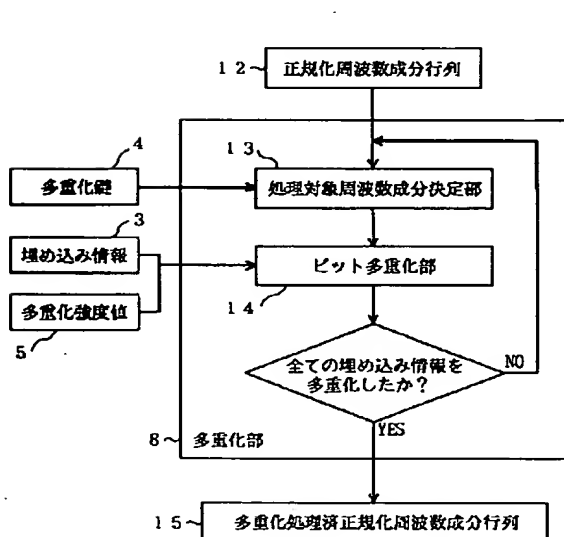 12
正規化周波数成分行列
4
13
多重化鍵
処理対象周波数成分決定部
3
埋め込み情報
ビット多重化部
14
多重化強度値
5
全ての埋め込み情報を
多重化したか?
NO
YES
8
多重化部
15
多重化処理済正規化周波数成分行列